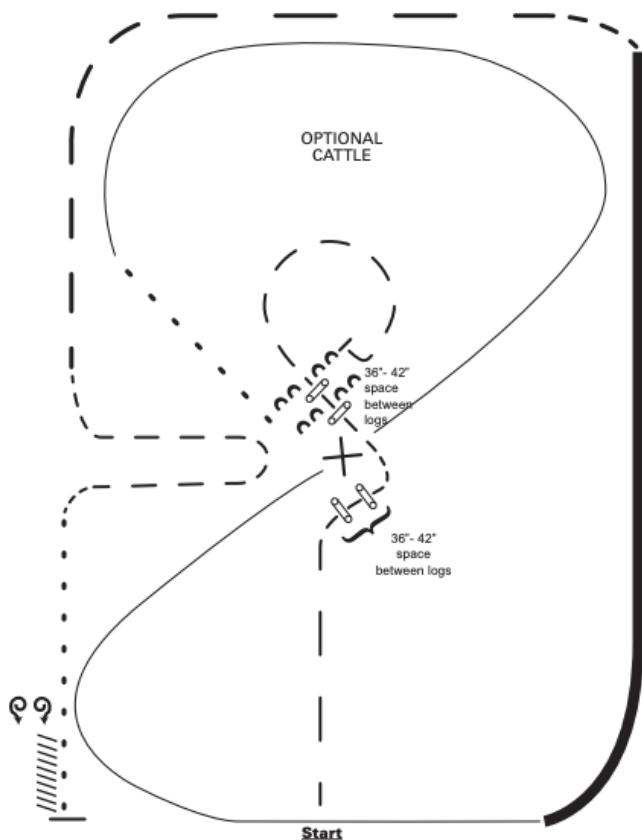 OPTIONAL
CATTLE
36"- 42"
space
between
logs
36"- 42"
space
between logs
Start